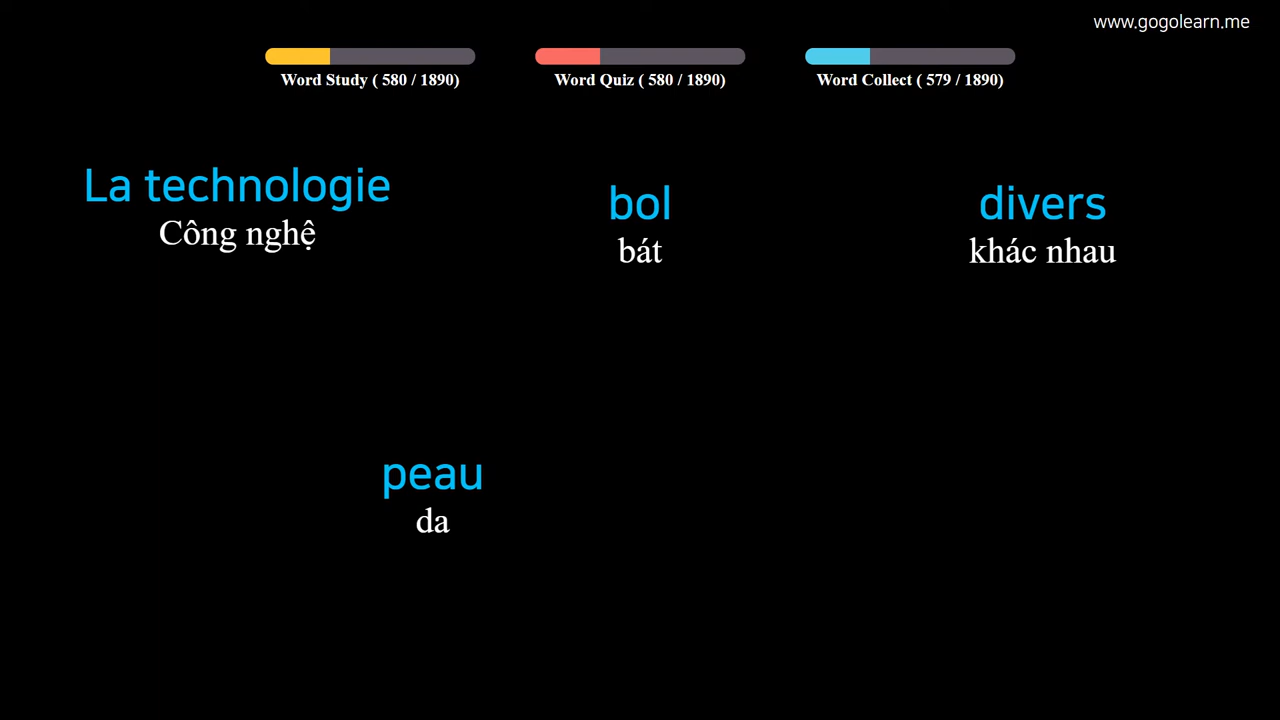 www.gogolearn.me
Word Study ( 580 / 1890)
Word Quiz ( 580 / 1890)
Word Collect ( 579 / 1890)
La technologie
Công nghệ
bol
bát
divers
khác nhau
peau
da